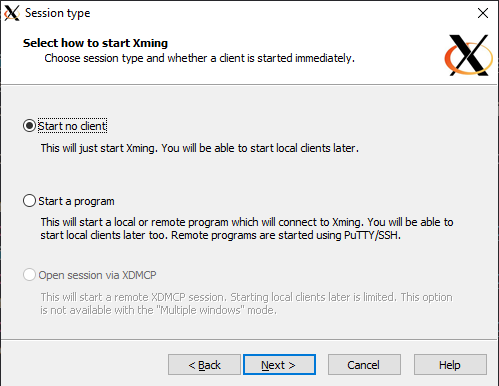 Session type
Select how to start Xming
Choose session type and whether a client is started immediately.
Start no client
This will just start Xming. You will be able to start local clients later.
Start a program
This will start a local or remote program which will connect to Xming. You will be able to
start local clients later too. Remote programs are started using PuTTY/SSH.
Open session via XDMCP
This will start a remote XDMCP session. Starting local clients later is limited. This option
is not available with the "Multiple windows" mode.
< Back
Next >
Cancel
Help